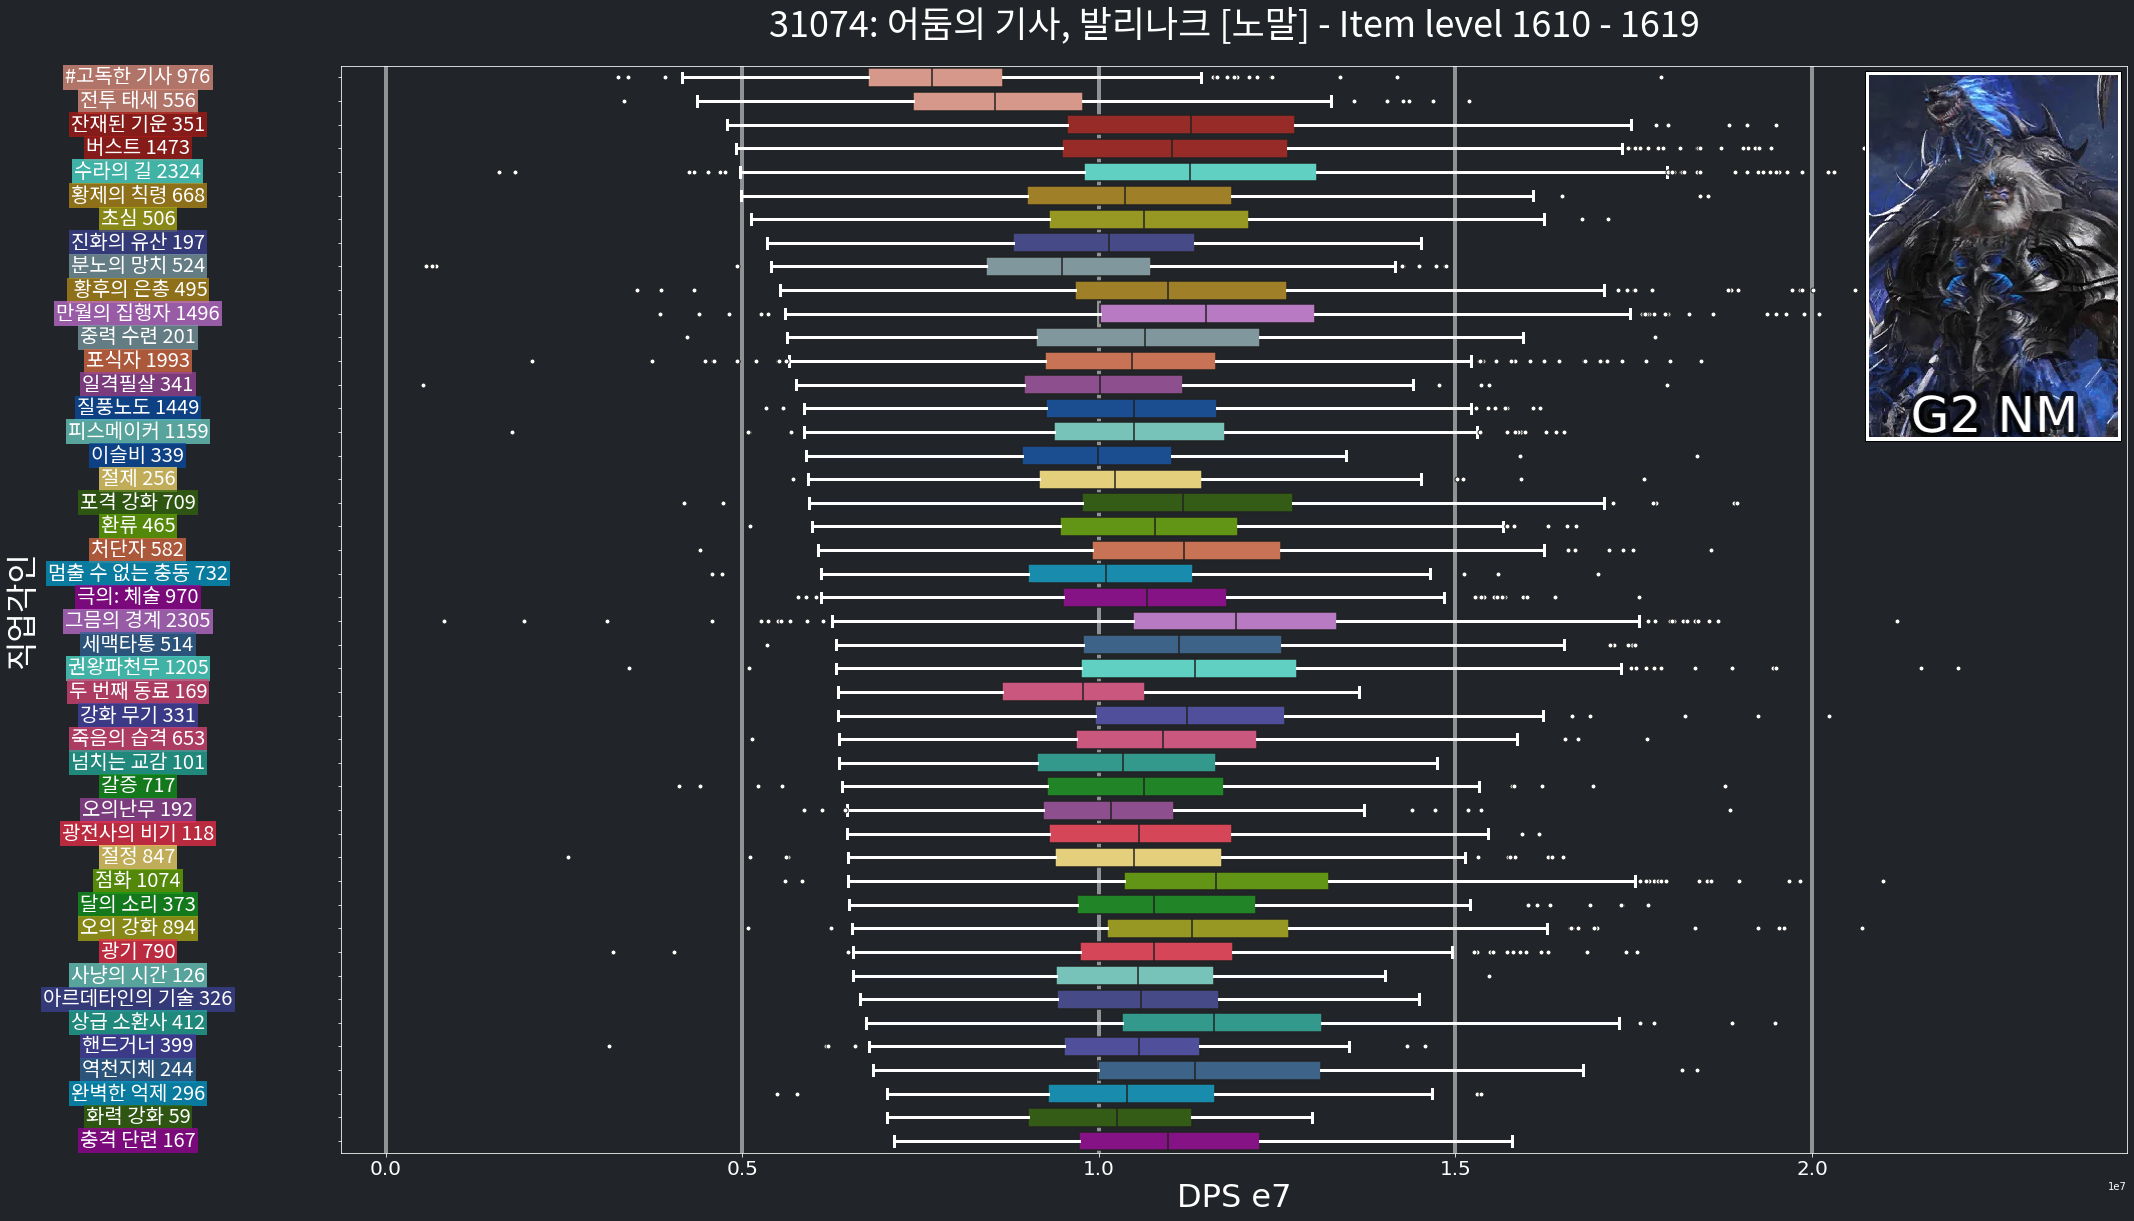 31074: 어둠의 기사, 발리나크 [노말] - Item level 1610 - 1619
직업각인
#고독한 기사 976
전투 태세 556
잔재된 기운 351
버스트 1473
수라의 길 2324
황제의 칙령 668
초심 506
진화의 유산 197
분노의 망치 524
황후의 은총 495
만월의 집행자 1496
중력 수련 201
포식자 1993
일격필살 341
질풍노도 1449
피스메이커 1159
이슬비 339
절제 256
포격 강화 709
환류 465
처단자 582
멈출 수 없는 충동 732
극의: 체술 970
그믐의 경계 2305
세맥타통 514
권왕파천무 1205
두 번째 동료 169
강화 무기 331
죽음의 습격 653
넘치는 교감 101
갈증 717
오의난무 192
광전사의 비기 118
절정 847
점화 1074
달의 소리 373
오의 강화 894
광기 790
사냥의 시간 126
아르데타인의 기술 326
상급 소환사 412
핸드거너 399
역천지체 244
완벽한 억제 296
화력 강화 59
충격 단련 167
G2 NM
0.0 0.5 1.0 1.5 2.0
DPS e7
1e7